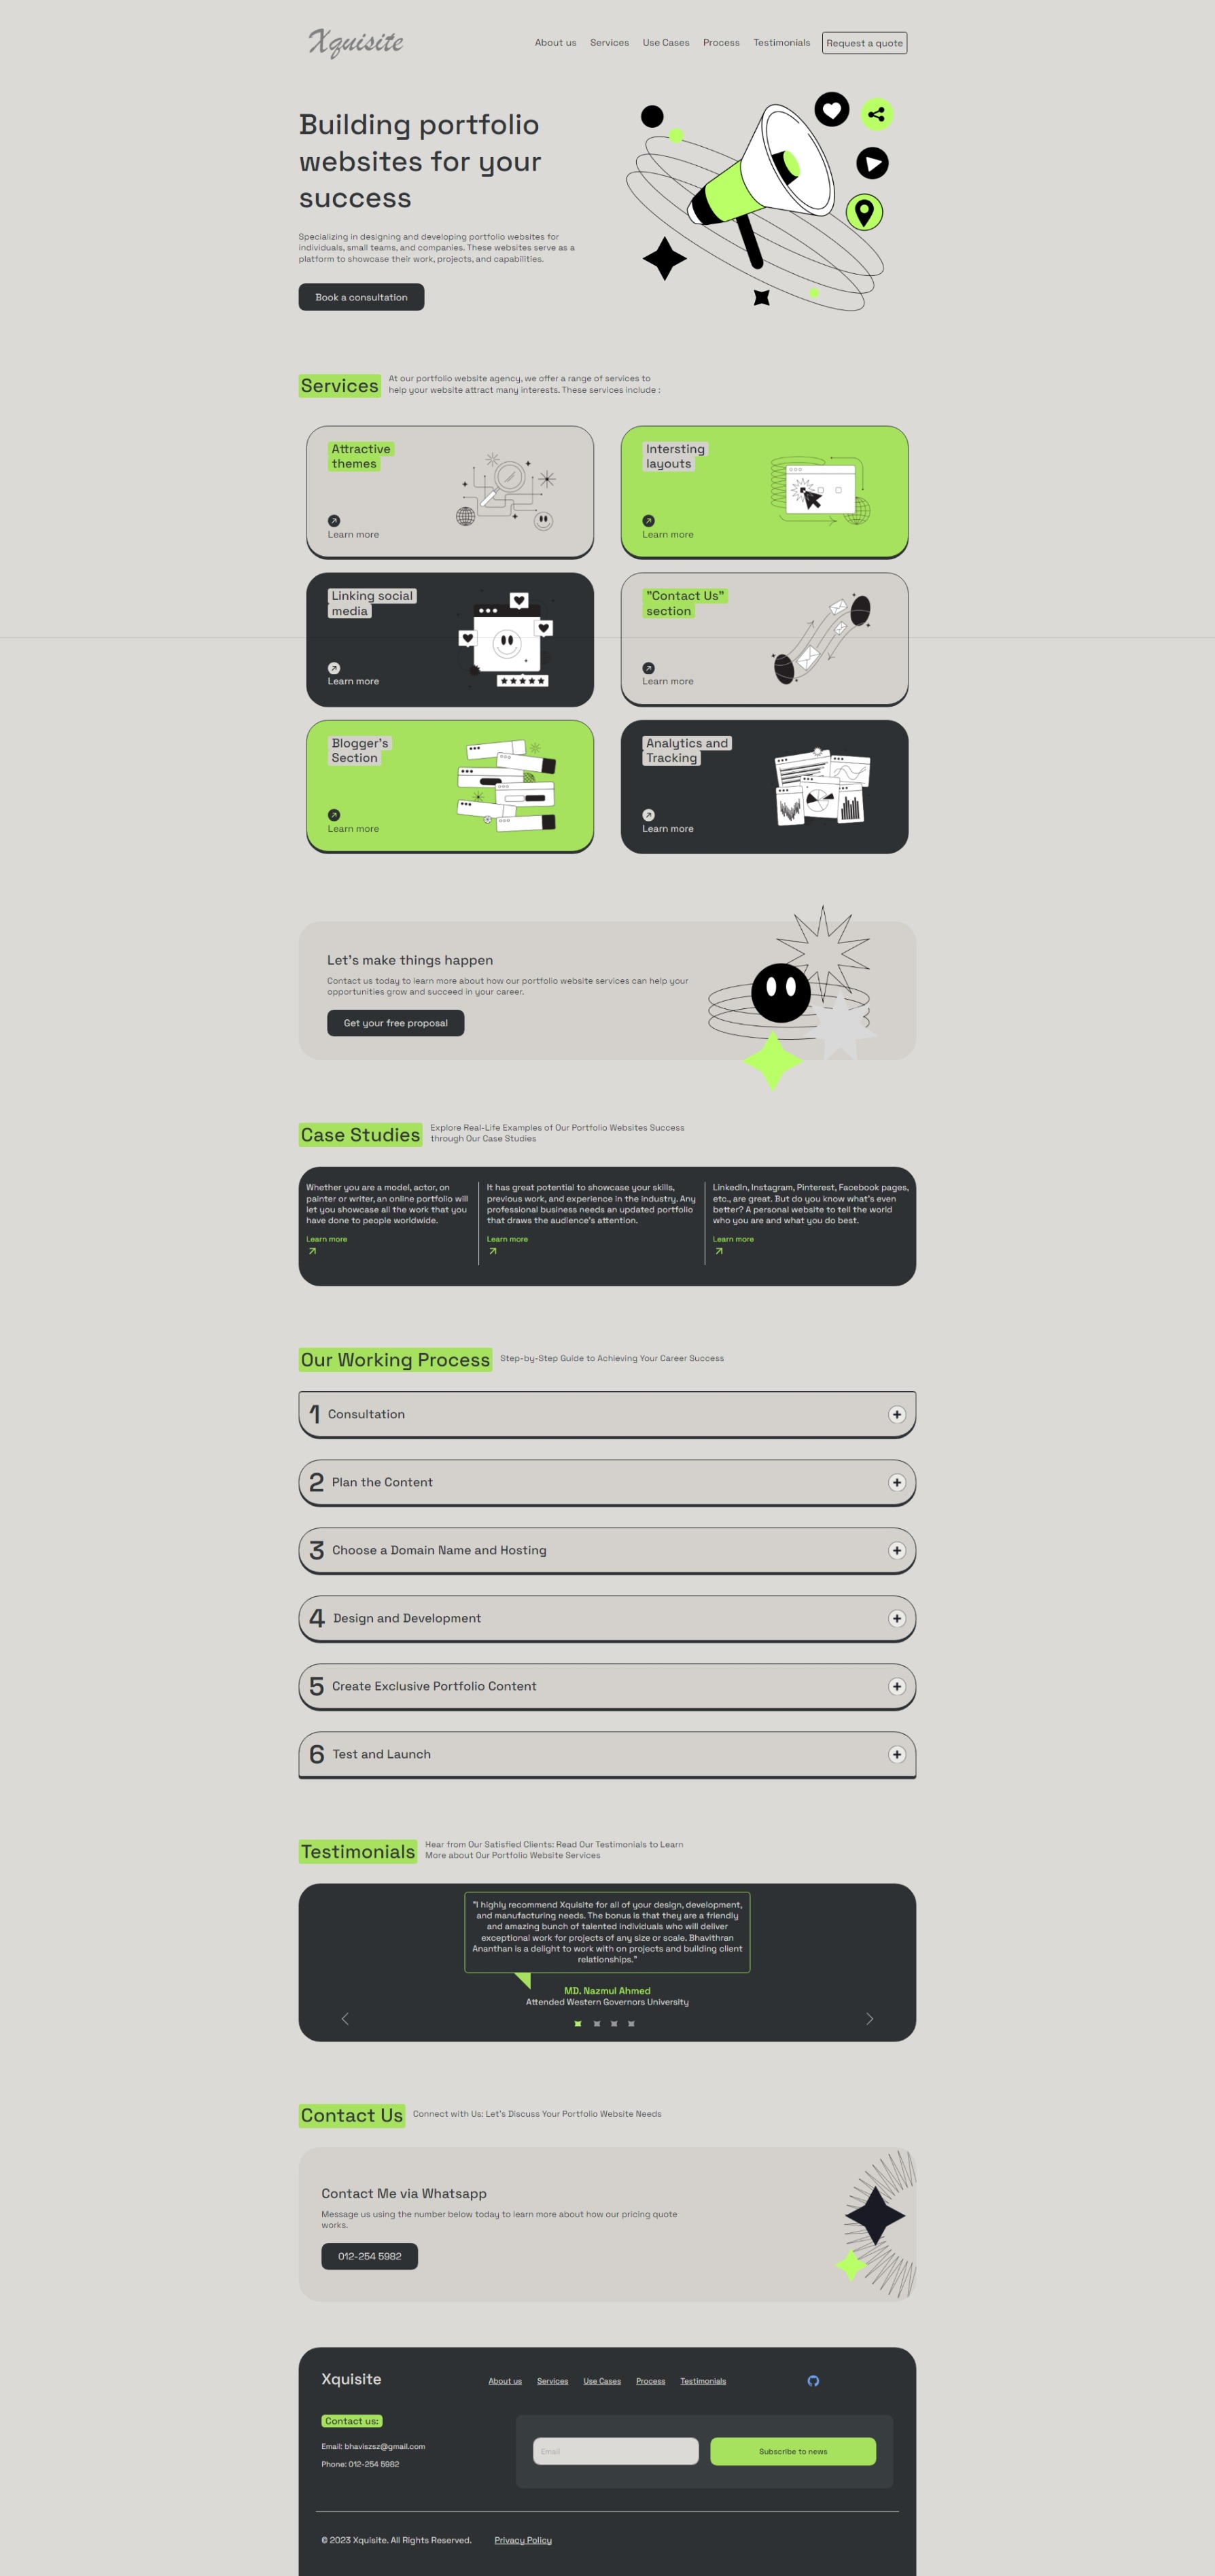 Xquisite
About us Services Use Cases Process Testimonials Request a quote
Building portfolio
websites for your
success
Specializing in designing and developing portfolio websites for
individuals, small teams, and companies. These websites serve as a
platform to showcase their work, projects, and capabilities.
Book a consultation
Services
At our portfolio website agency, we offer a range of services to
help your website attract many interests. These services include :
Attractive
themes
Learn more
Intersting
layouts
Learn more
Linking social
media
Learn more
"Contact Us"
section
Learn more
Blogger's
Section
Learn more
Analytics and
Tracking
Learn more
Let's make things happen
Contact us today to learn more about how our portfolio website services can help your
opportunities grow and succeed in your career.
Get your free proposal
Case Studies
Explore Real-Life Examples of Our Portfolio Websites Success
through Our Case Studies
Whether you are a model, actor, on
painter or writer, an online portfolio will
let you showcase all the work that you
have done to people worldwide.
Learn more
It has great potential to showcase your skills,
previous work, and experience in the industry. Any
professional business needs an updated portfolio
that draws the audience's attention.
Learn more
LinkedIn, Instagram, Pinterest, Facebook pages,
etc., are great. But do you know what's even
better? A personal website to tell the world
who you are and what you do best.
Learn more
Our Working Process
Step-by-Step Guide to Achieving Your Career Success
1 Consultation
2 Plan the Content
3 Choose a Domain Name and Hosting
4 Design and Development
5 Create Exclusive Portfolio Content
6 Test and Launch
Testimonials
Hear from Our Satisfied Clients: Read Our Testimonials to Learn
More about Our Portfolio Website Services
"I highly recommend Xquisite for all of your design, development,
and manufacturing needs. The bonus is that they are a friendly
and amazing bunch of talented individuals who will deliver
exceptional work for projects of any size or scale. Bhavithran
Ananthan is a delight to work with on projects and building client
relationships."
MD. Nazmul Ahmed
Attended Western Governors University
Contact Us
Connect with Us: Let's Discuss Your Portfolio Website Needs
Contact Me via Whatsapp
Message us using the number below today to learn more about how our pricing quote
works.
012-254 5982
Xquisite
About us Services Use Cases Process Testimonials
Contact us:
Email: bhaviszsz@gmail.com
Phone: 012-254 5982
Email
Subscribe to news
© 2023 Xquisite. All Rights Reserved. Privacy Policy